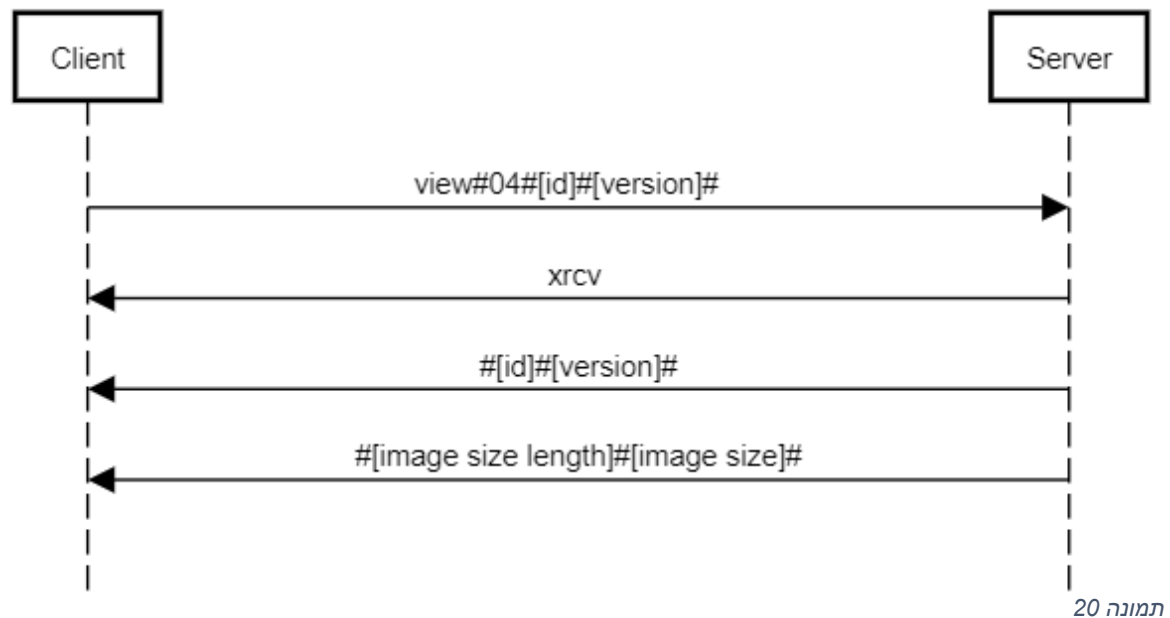 Client
Server
view#04#[id]#[version]#
xrcv
#[id]#[version]#
#[image size length]#[image size]#
תמונה 20